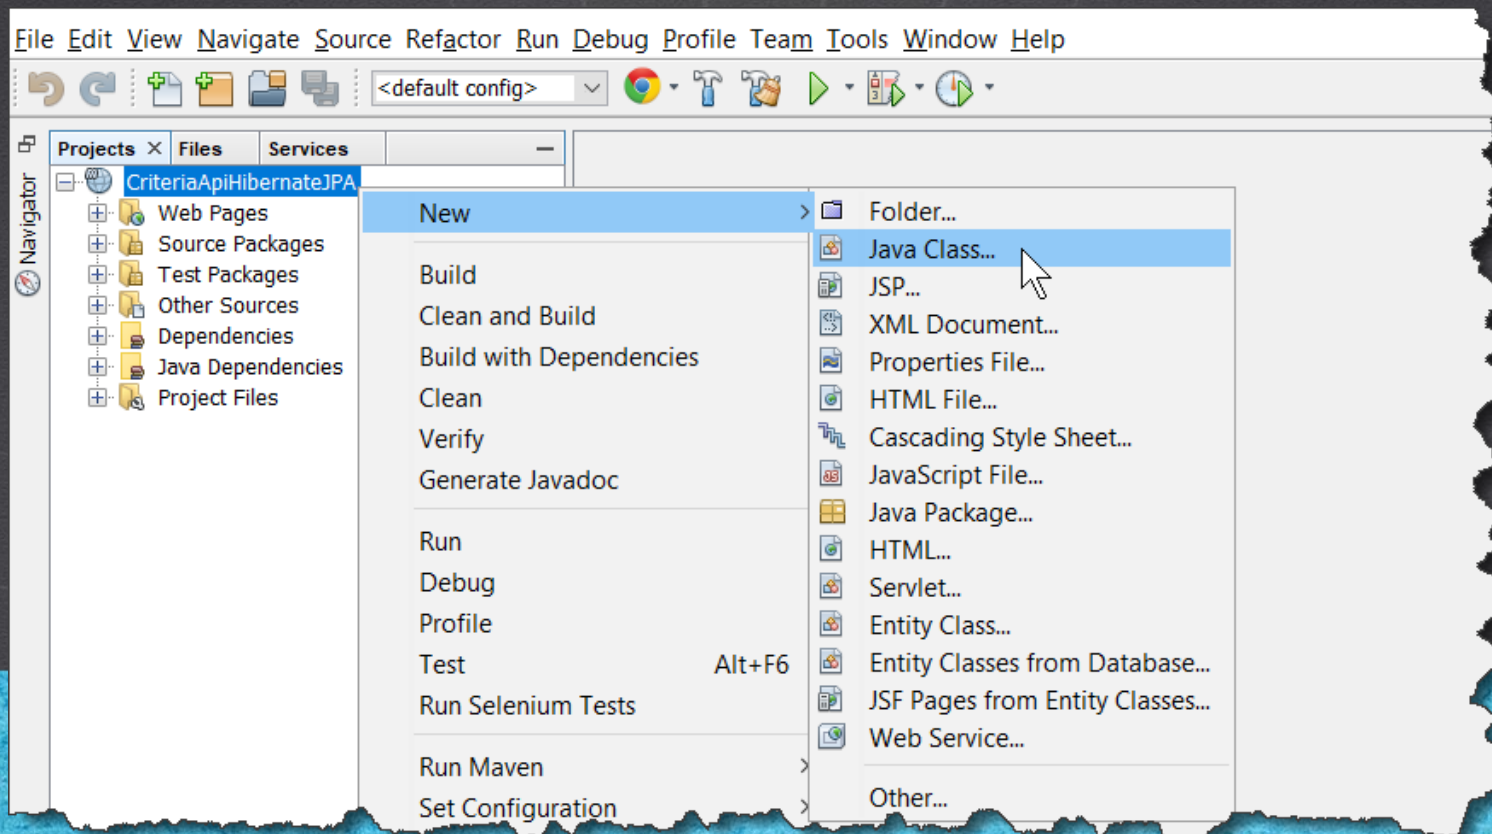 File Edit View Navigate Source Refactor Run Debug Profile Team Tools Window Help
<default config>
Projects Files Services
Navigator
CriteriaApiHibernateJPA
Web Pages
Source Packages
Test Packages
Other Sources
Dependencies
Java Dependencies
Project Files
New
Build
Clean and Build
Build with Dependencies
Clean
Verify
Generate Javadoc
Run
Debug
Profile
Test Alt+F6
Run Selenium Tests
Run Maven
Set Configuration
Folder...
Java Class...
JSP...
XML Document...
Properties File...
HTML File...
Cascading Style Sheet...
JavaScript File...
Java Package...
HTML...
Servlet...
Entity Class...
Entity Classes from Database...
JSF Pages from Entity Classes...
Web Service...
Other...